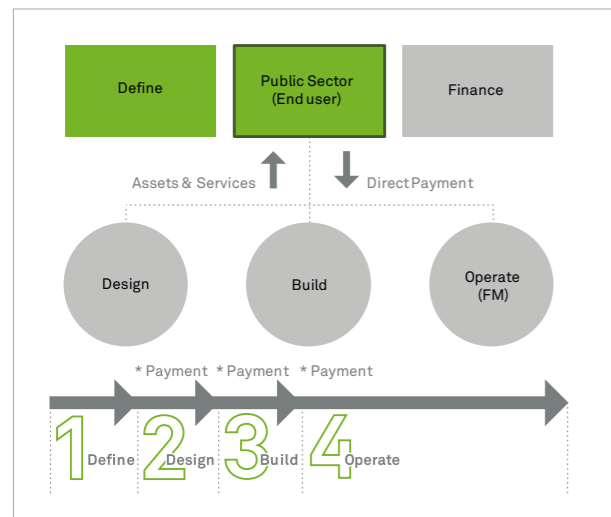 Define
Public Sector
(End user)
Finance
Assets & Services
Direct Payment
Design
Build
Operate
(FM)
* Payment
* Payment
* Payment
1 Define
2 Design
3 Build
4 Operate